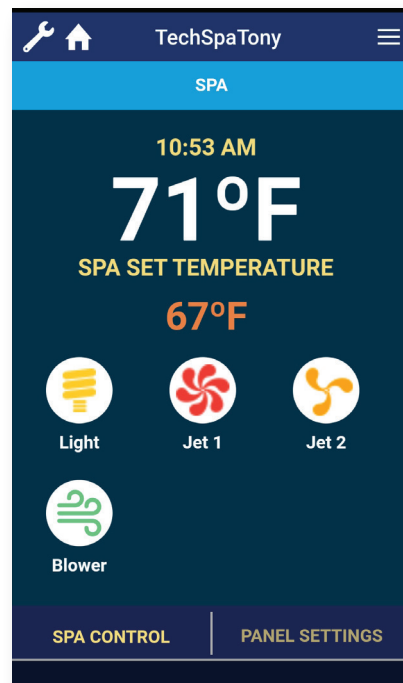 TechSpaTony
SPA
10:53 AM
71ºF
SPA SET TEMPERATURE
67ºF
Light
Jet 1
Jet 2
Blower
SPA CONTROL
PANEL SETTINGS